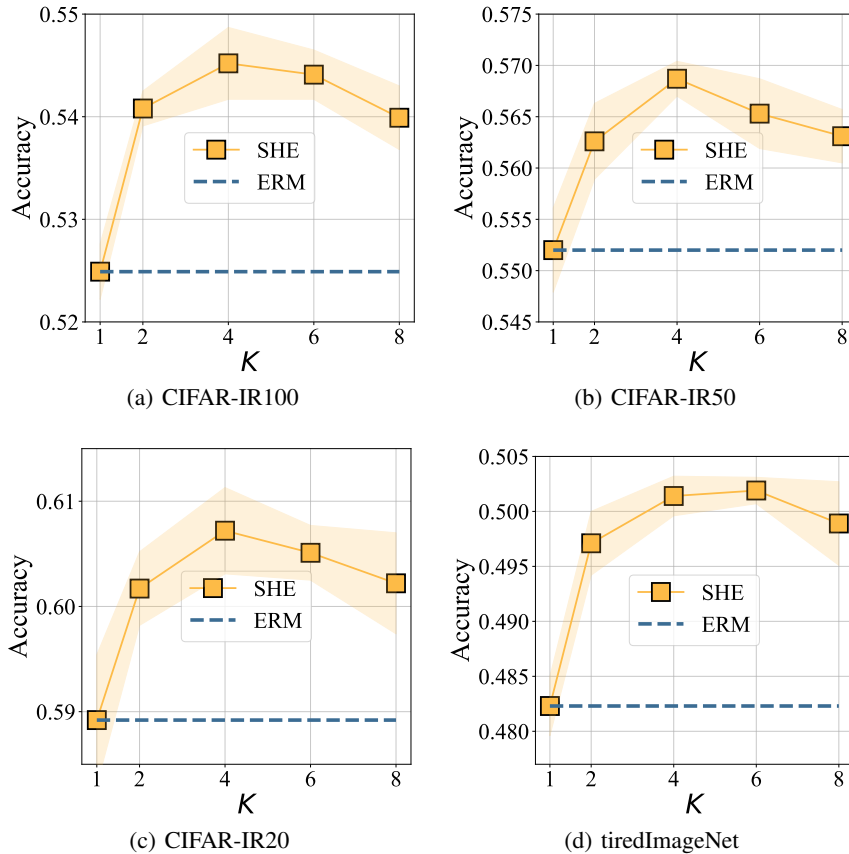 0.55
0.54
0.53
0.52
Accuracy
SHE
ERM
1 2 4 6 8
K
(a) CIFAR-IR100
0.575
0.570
0.565
0.560
0.555
0.550
0.545
Accuracy
SHE
ERM
1 2 4 6 8
K
(b) CIFAR-IR50
0.61
0.60
0.59
Accuracy
SHE
ERM
1 2 4 6 8
K
(c) CIFAR-IR20
0.505
0.500
0.495
0.490
0.485
0.480
Accuracy
SHE
ERM
1 2 4 6 8
K
(d) tiredImageNet